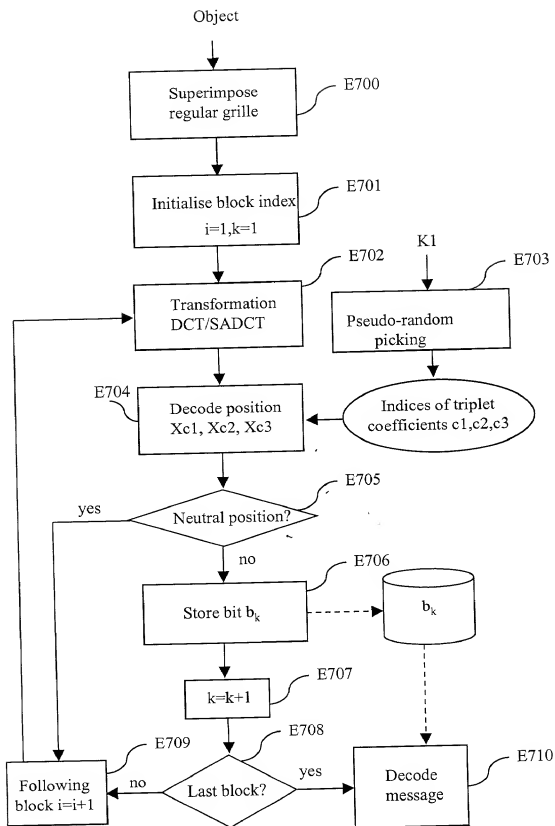 Object
Superimpose
regular grille
E700
Initialise block index
i=1,k=1
E701
Transformation
DCT/SADCT
E702
K1
E703
Pseudo-random
picking
E704
Decode position
Xc1, Xc2, Xc3
Indices of triplet
coefficients c1,c2,c3
E705
yes
Neutral position?
no
E706
Store bit bk
bk
E707
k=k+1
E709
E708
Following
block i=i+1
no
Last block?
yes
Decode
message
E710